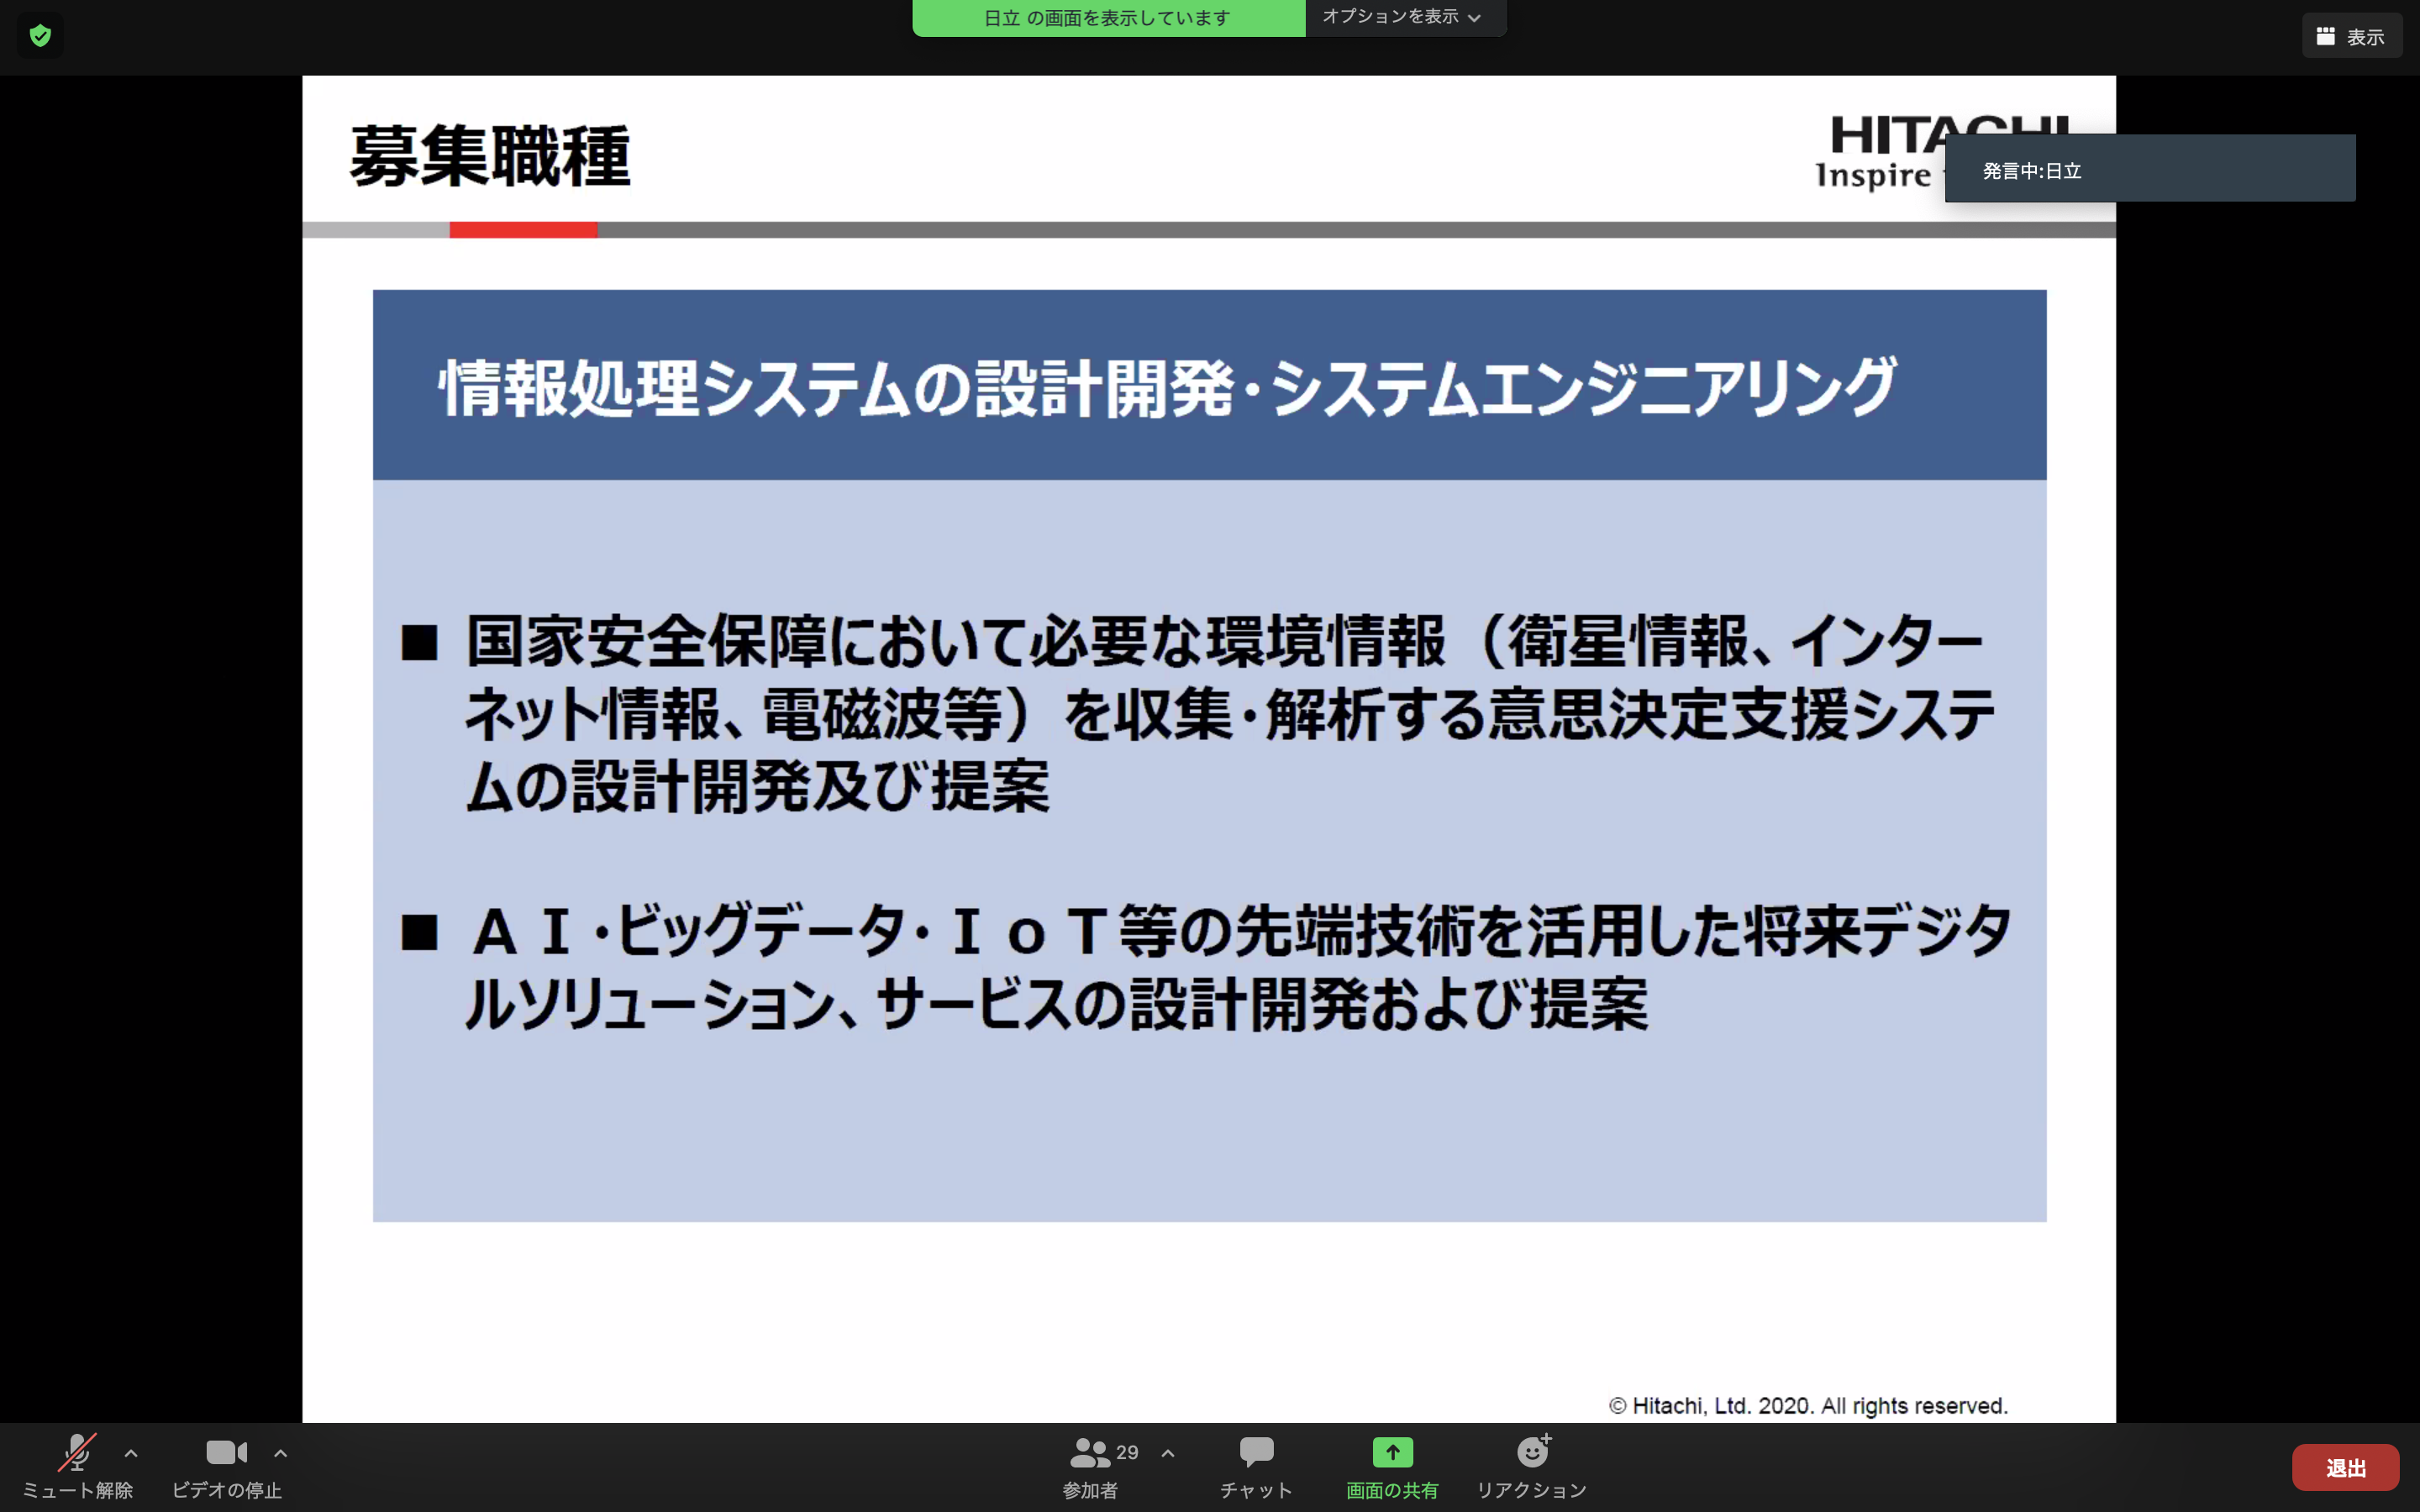 日立 の画面を表示しています
オプションを表示
表示
募集職種
Inspire
発言中:日立
情報処理システムの設計開発・システムエンジニアリング
■ 国家安全保障において必要な環境情報（衛星情報、インター
ネット情報、電磁波等）を収集・解析する意思決定支援システ
ムの設計開発及び提案
■ ＡＩ・ビッグデータ・ＩｏＴ等の先端技術を活用した将来デジタ
ルソリューション、サービスの設計開発および提案
© Hitachi, Ltd. 2020. All rights reserved.
ミュート解除
ビデオの停止
29
参加者
チャット
画面の共有
リアクション
退出